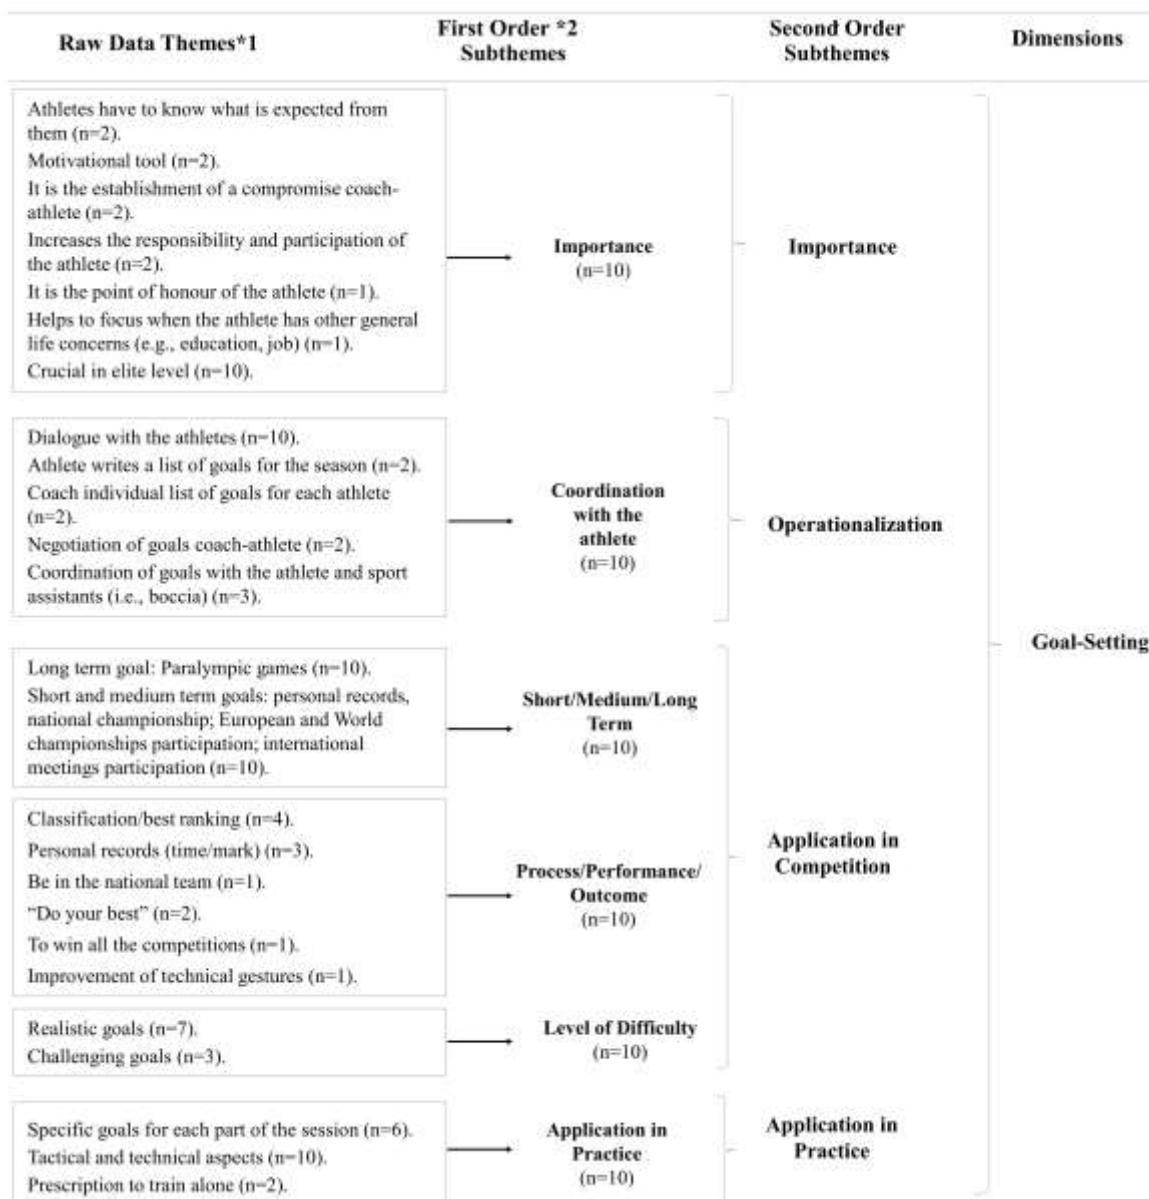 Raw Data Themes*1
First Order *2
Subthemes
Second Order
Subthemes
Dimensions
Athletes have to know what is expected from
them (n=2).
Motivational tool (n=2).
It is the establishment of a compromise coach-
athlete (n=2).
Increases the responsibility and participation of
the athlete (n=2).
It is the point of honour of the athlete (n=1).
Helps to focus when the athlete has other general
life concerns (e.g., education, job) (n=1).
Crucial in elite level (n=10).
Importance
(n=10)
Importance
Dialogue with the athletes (n=10).
Athlete writes a list of goals for the season (n=2).
Coach individual list of goals for each athlete
(n=2).
Negotiation of goals coach-athlete (n=2).
Coordination of goals with the athlete and sport
assistants (i.e., boccia) (n=3).
Coordination
with the
athlete
(n=10)
Operationalization
Goal-Setting
Long term goal: Paralympic games (n=10).
Short and medium term goals: personal records,
national championship; European and World
championships participation; international
meetings participation (n=10).
Short/Medium/Long
Term
(n=10)
Classification/best ranking (n=4).
Personal records (time/mark) (n=3).
Be in the national team (n=1).
“Do your best” (n=2).
To win all the competitions (n=1).
Improvement of technical gestures (n=1).
Process/Performance/
Outcome
(n=10)
Application in
Competition
Realistic goals (n=7).
Challenging goals (n=3).
Level of Difficulty
(n=10)
Specific goals for each part of the session (n=6).
Tactical and technical aspects (n=10).
Prescription to train alone (n=2).
Application in
Practice
(n=10)
Application in
Practice